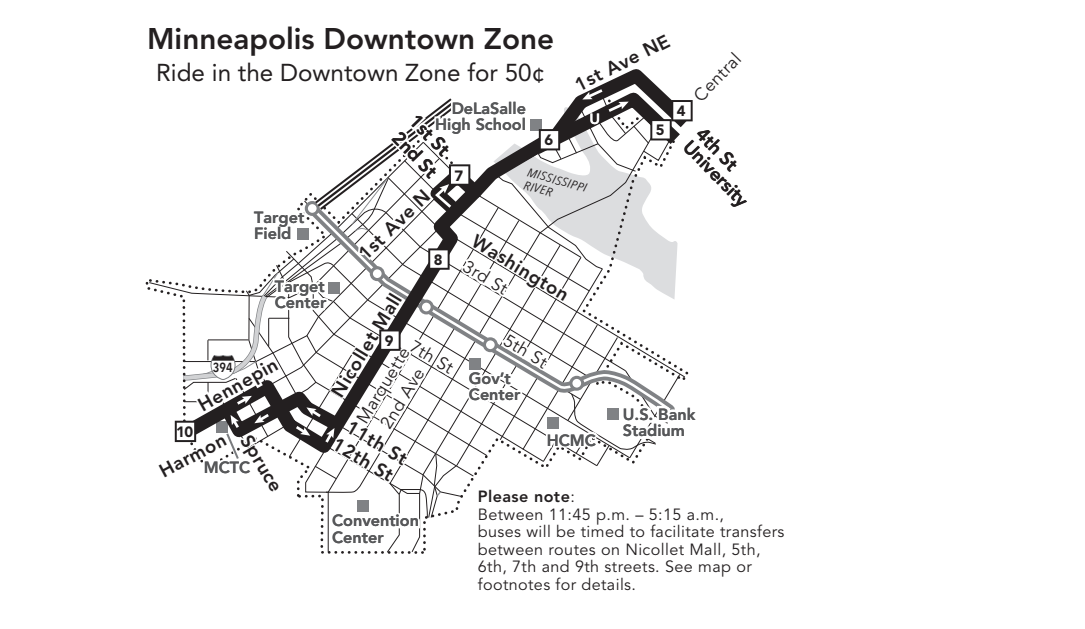 Minneapolis Downtown Zone
Ride in the Downtown Zone for 50¢
1st Ave NE
Central
4
5
4th St
University
U
6
DeLaSalle
High School
1st St
2nd St
7
MISSISSIPPI
RIVER
1st Ave N
Target
Field
8
Washington
3rd St
Target
Center
Nicollet Mall
9
5th St
7th St
Marquette
2nd Ave
394
Gov't
Center
Hennepin
10
U.S. Bank
Stadium
HCMC
11th St
12th St
Harmon
MCTC
Spruce
Convention
Center
Please note:
Between 11:45 p.m. – 5:15 a.m.,
buses will be timed to facilitate transfers
between routes on Nicollet Mall, 5th,
6th, 7th and 9th streets. See map or
footnotes for details.